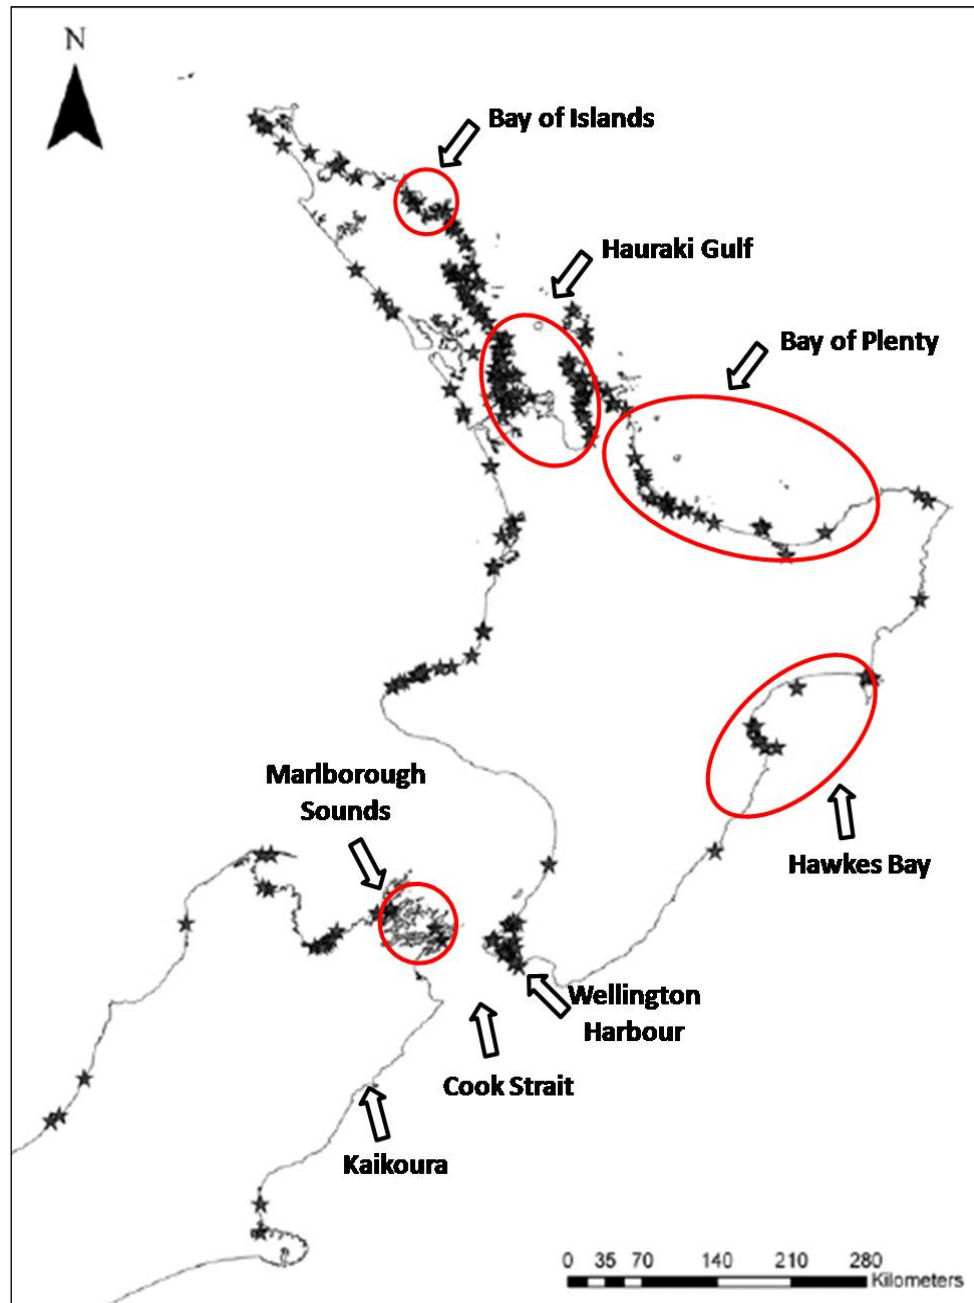 N
Bay of Islands
Hauraki Gulf
Bay of Plenty
Marlborough
Sounds
Hawkes Bay
Wellington
Harbour
Cook Strait
Kaikoura
0 35 70 140 210 280
Kilometers